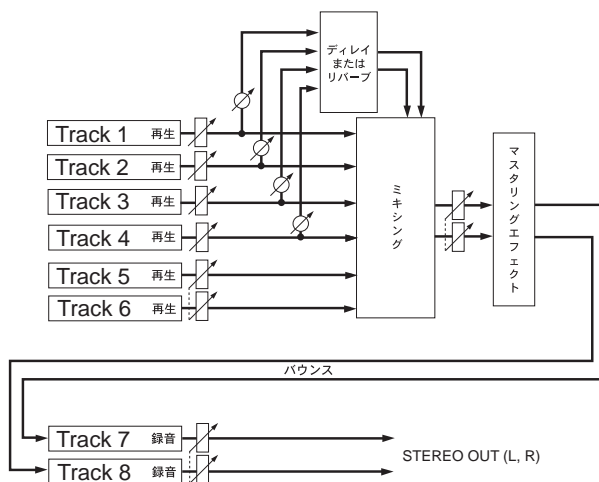 ディレイ
または
リバーブ
Track 1 再生
Track 2 再生
Track 3 再生
Track 4 再生
Track 5 再生
Track 6 再生
ミキシング
マスタリングエフェクト
バウンス
Track 7 録音
Track 8 録音
STEREO OUT (L, R)